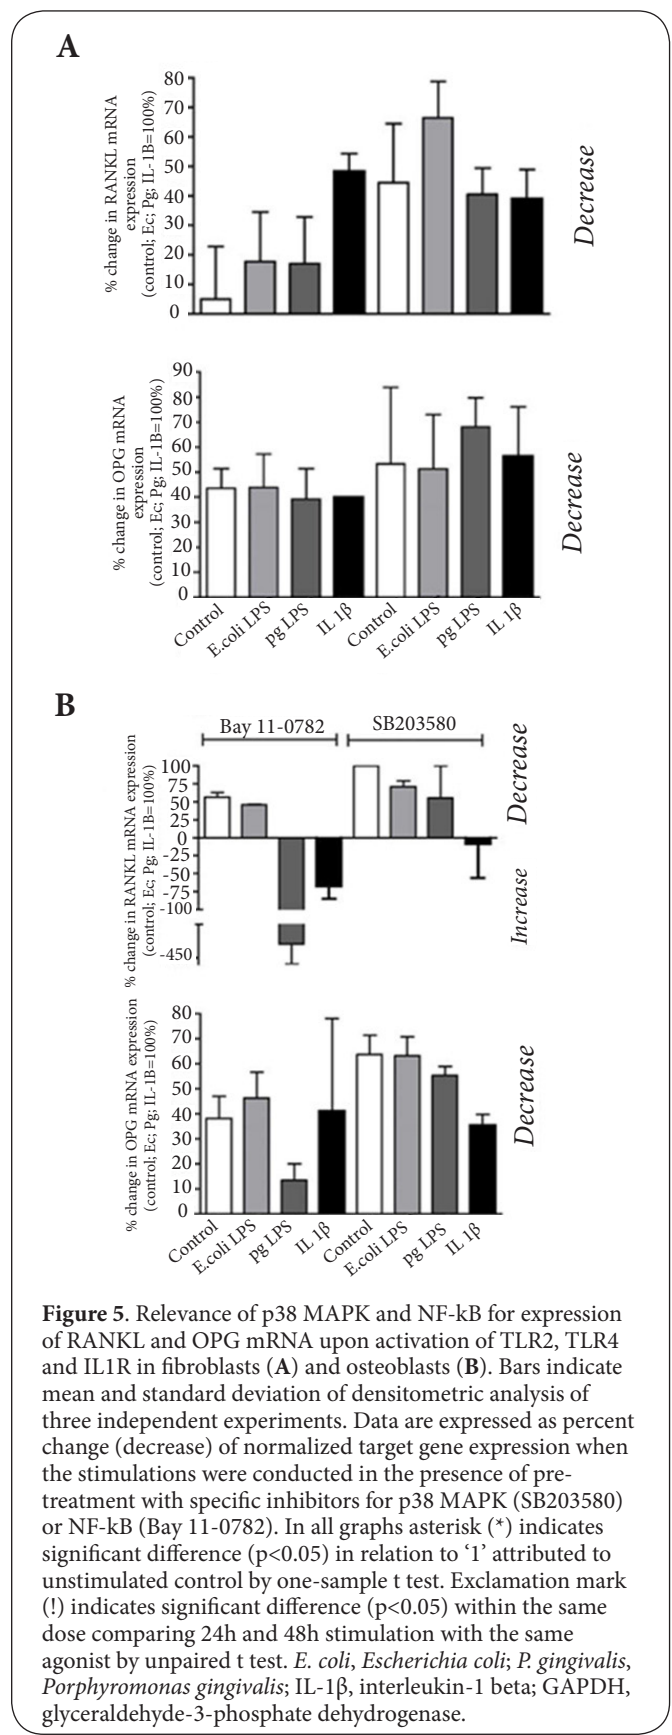 A
% change in RANKL mRNA
expression
(control; Ec; Pg; IL-1B=100%)
80
70
60
50
40
30
20
10
0
Decrease
% change in OPG mRNA
expression
(control; Ec; Pg; IL-1B=100%)
90
80
70
60
50
40
30
20
10
0
Decrease
Control
E.coli LPS
pg LPS
IL 1β
Control
E.coli LPS
pg LPS
IL 1β
B
Bay 11-0782
SB203580
% change in RANKL mRNA expression
(control; Ec; Pg; IL-1B=100%)
100
75
50
25
0
-25
-50
-75
-100
-450
Decrease
Increase
% change in OPG mRNA expression
(control; Ec; Pg; IL-1B=100%)
80
70
60
50
40
30
20
10
0
Decrease
Control
E.coli LPS
pg LPS
IL 1β
Control
E.coli LPS
pg LPS
IL 1β
Figure 5. Relevance of p38 MAPK and NF-kB for expression
of RANKL and OPG mRNA upon activation of TLR2, TLR4
and IL1R in fibroblasts (A) and osteoblasts (B). Bars indicate
mean and standard deviation of densitometric analysis of
three independent experiments. Data are expressed as percent
change (decrease) of normalized target gene expression when
the stimulations were conducted in the presence of pre-
treatment with specific inhibitors for p38 MAPK (SB203580)
or NF-kB (Bay 11-0782). In all graphs asterisk (*) indicates
significant difference (p<0.05) in relation to ‘1’ attributed to
unstimulated control by one-sample t test. Exclamation mark
(!) indicates significant difference (p<0.05) within the same
dose comparing 24h and 48h stimulation with the same
agonist by unpaired t test. E. coli, Escherichia coli; P. gingivalis,
Porphyromonas gingivalis; IL-1β, interleukin-1 beta; GAPDH,
glyceraldehyde-3-phosphate dehydrogenase.